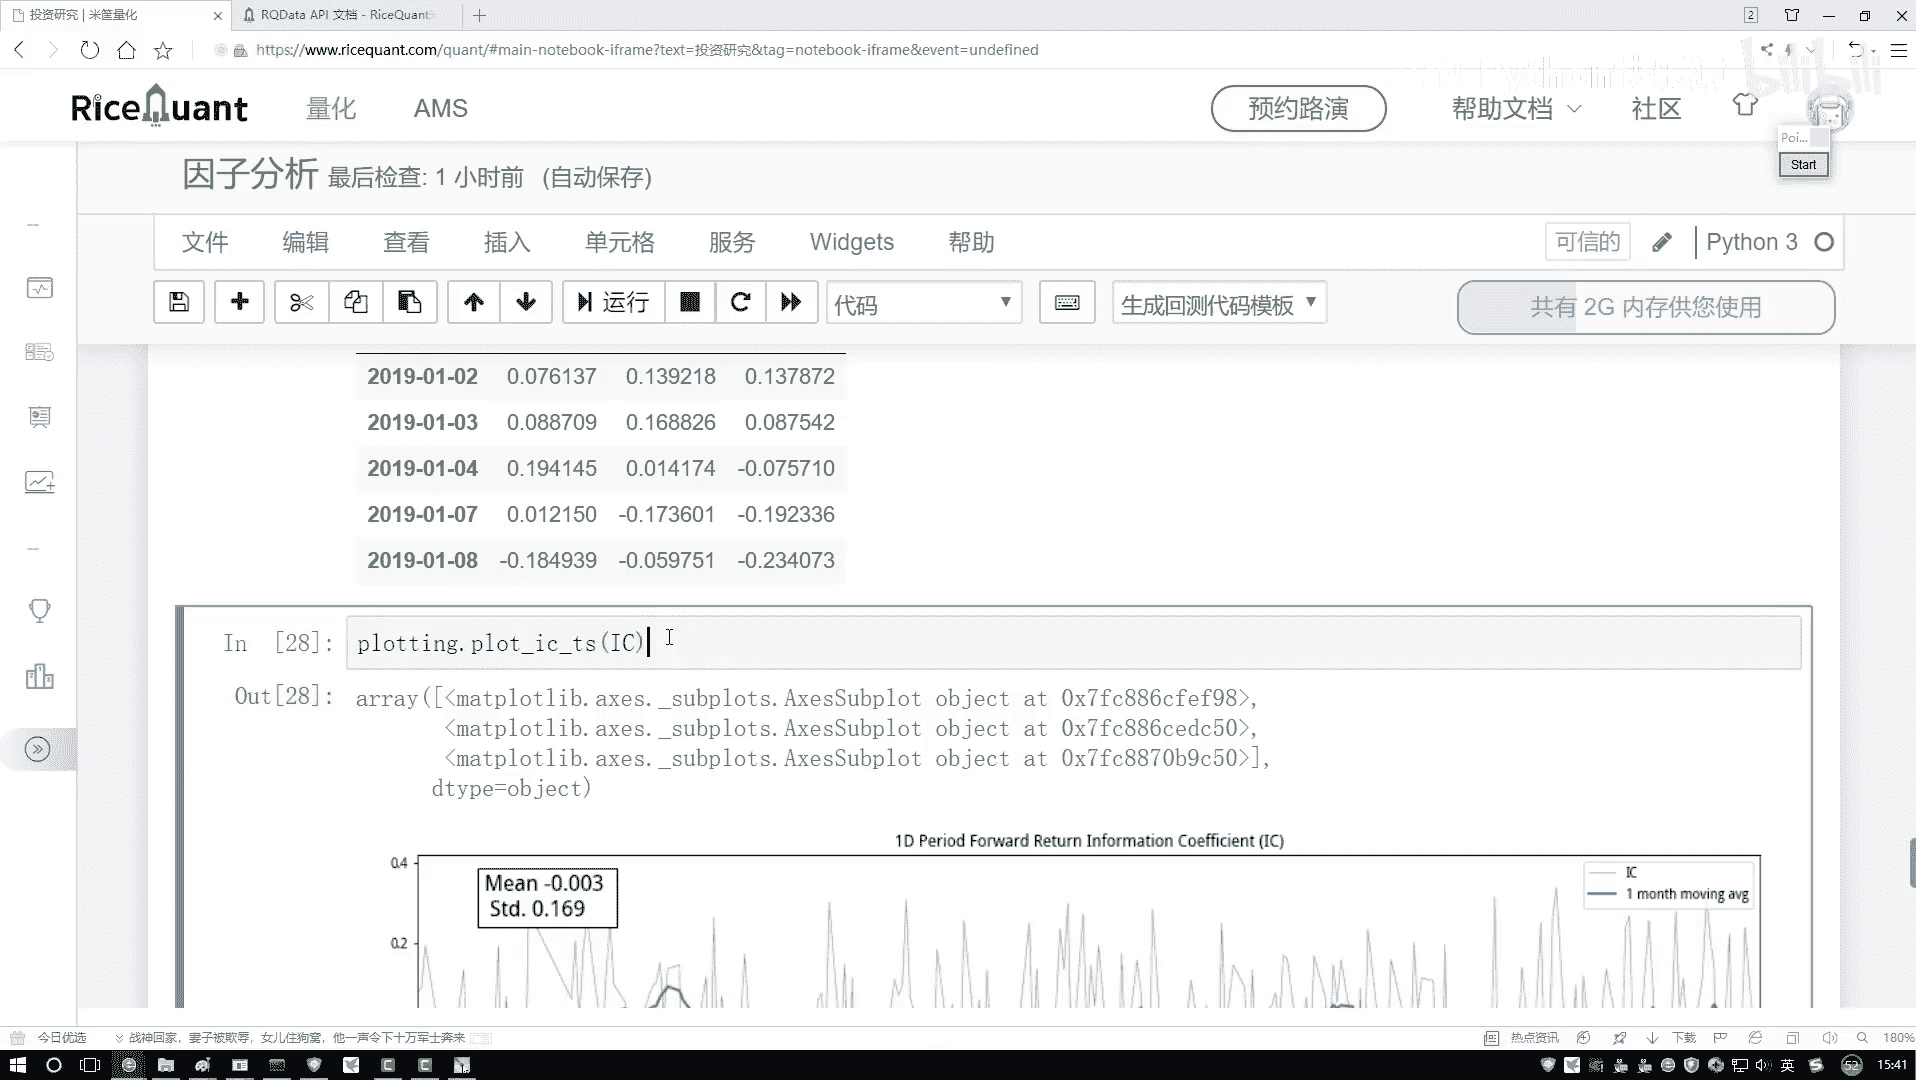 投资研究 | 米筐量化
RQData API 文档 - RiceQuant
2
https://www.ricequant.com/quant/#main-notebook-iframe?text=投资研究&tag=notebook-iframe&event=undefined
bilibili
RiceQuant
量化
AMS
预约路演
帮助文档
社区
Poi...
Start
因子分析 最后检查: 1 小时前 (自动保存)
文件
编辑
查看
插入
单元格
服务
Widgets
帮助
可信的
Python 3
运行
代码
生成回测代码模板
共有 2G 内存供您使用
2019-01-02 0.076137 0.139218 0.137872
2019-01-03 0.088709 0.168826 0.087542
2019-01-04 0.194145 0.014174 -0.075710
2019-01-07 0.012150 -0.173601 -0.192336
2019-01-08 -0.184939 -0.059751 -0.234073
In [28]: plotting.plot_ic_ts(IC)
Out[28]: array([<matplotlib.axes._subplots.AxesSubplot object at 0x7fc886cfef98>,
<matplotlib.axes._subplots.AxesSubplot object at 0x7fc886cedc50>,
<matplotlib.axes._subplots.AxesSubplot object at 0x7fc8870b9c50>],
dtype=object)
1D Period Forward Return Information Coefficient (IC)
0.4
Mean -0.003
Std. 0.169
IC
1 month moving avg
0.2
今日优选
战神回家，妻子被欺辱，女儿住狗窝，他一声令下十万军士奔来
热点资讯
下载
180%
英
52
15:41